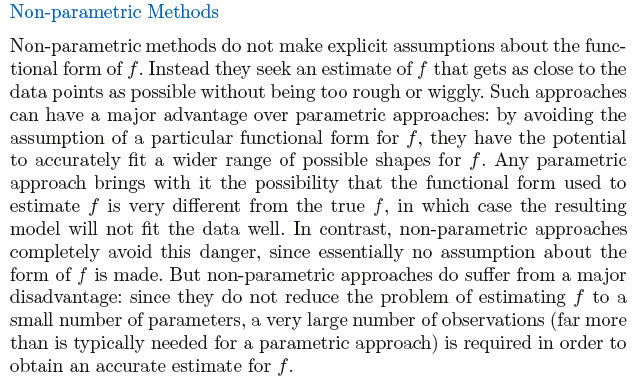 Non-parametric Methods
Non-parametric methods do not make explicit assumptions about the func-
tional form of f. Instead they seek an estimate of f that gets as close to the
data points as possible without being too rough or wiggly. Such approaches
can have a major advantage over parametric approaches: by avoiding the
assumption of a particular functional form for f, they have the potential
to accurately fit a wider range of possible shapes for f. Any parametric
approach brings with it the possibility that the functional form used to
estimate f is very different from the true f, in which case the resulting
model will not fit the data well. In contrast, non-parametric approaches
completely avoid this danger, since essentially no assumption about the
form of f is made. But non-parametric approaches do suffer from a major
disadvantage: since they do not reduce the problem of estimating f to a
small number of parameters, a very large number of observations (far more
than is typically needed for a parametric approach) is required in order to
obtain an accurate estimate for f.